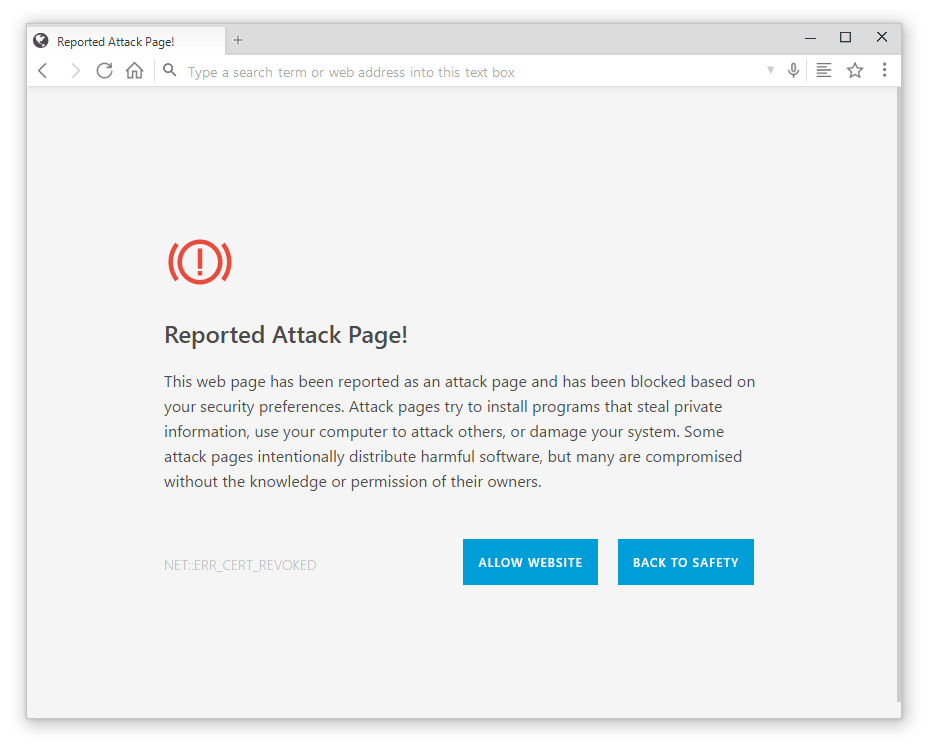 Reported Attack Page!
Type a search term or web address into this text box
Reported Attack Page!
This web page has been reported as an attack page and has been blocked based on
your security preferences. Attack pages try to install programs that steal private
information, use your computer to attack others, or damage your system. Some
attack pages intentionally distribute harmful software, but many are compromised
without the knowledge or permission of their owners.
NET::ERR_CERT_REVOKED
ALLOW WEBSITE
BACK TO SAFETY